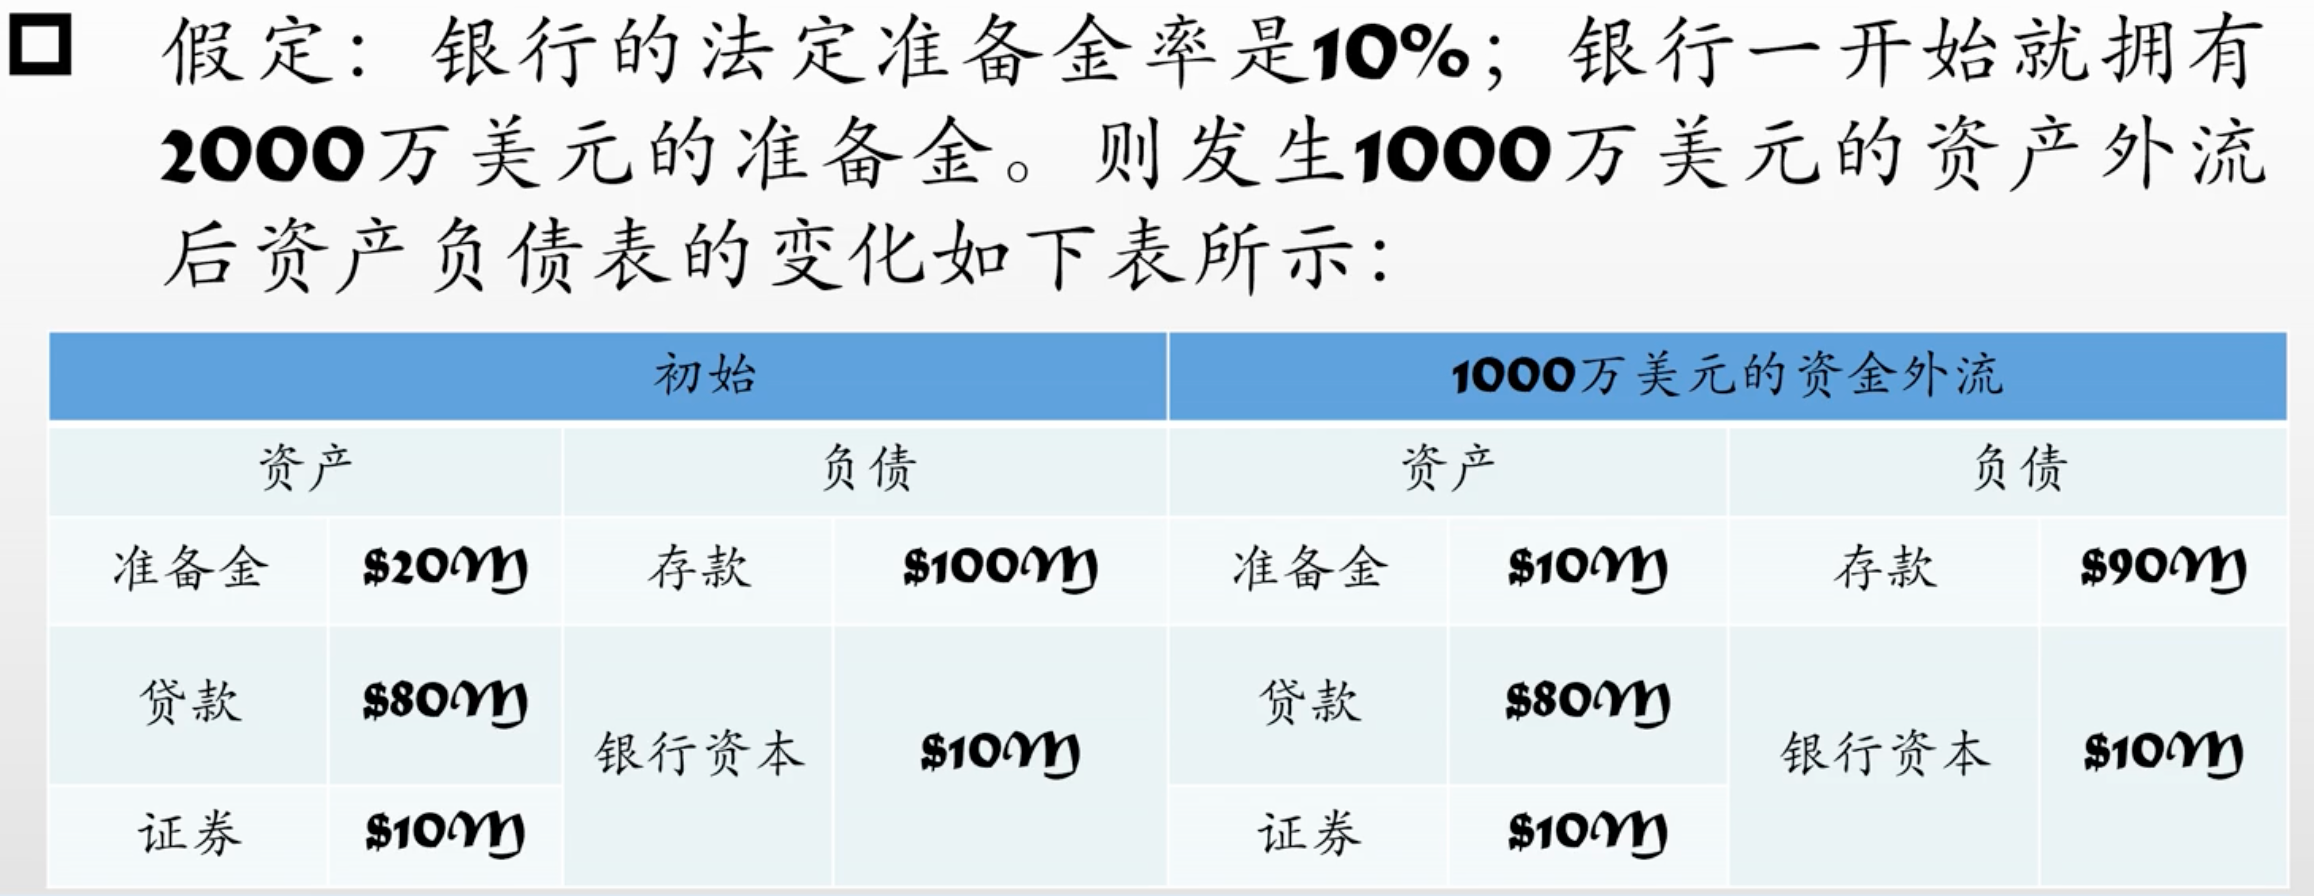 假定：银行的法定准备金率是10%；银行一开始就拥有
2000万美元的准备金。则发生1000万美元的资产外流
后资产负债表的变化如下表所示：
初始 1000万美元的资金外流
资产 负债 资产 负债
准备金 $20M 存款 $100M 准备金 $10M 存款 $90M
贷款 $80M 银行资本 $10M 贷款 $80M 银行资本 $10M
证券 $10M 证券 $10M